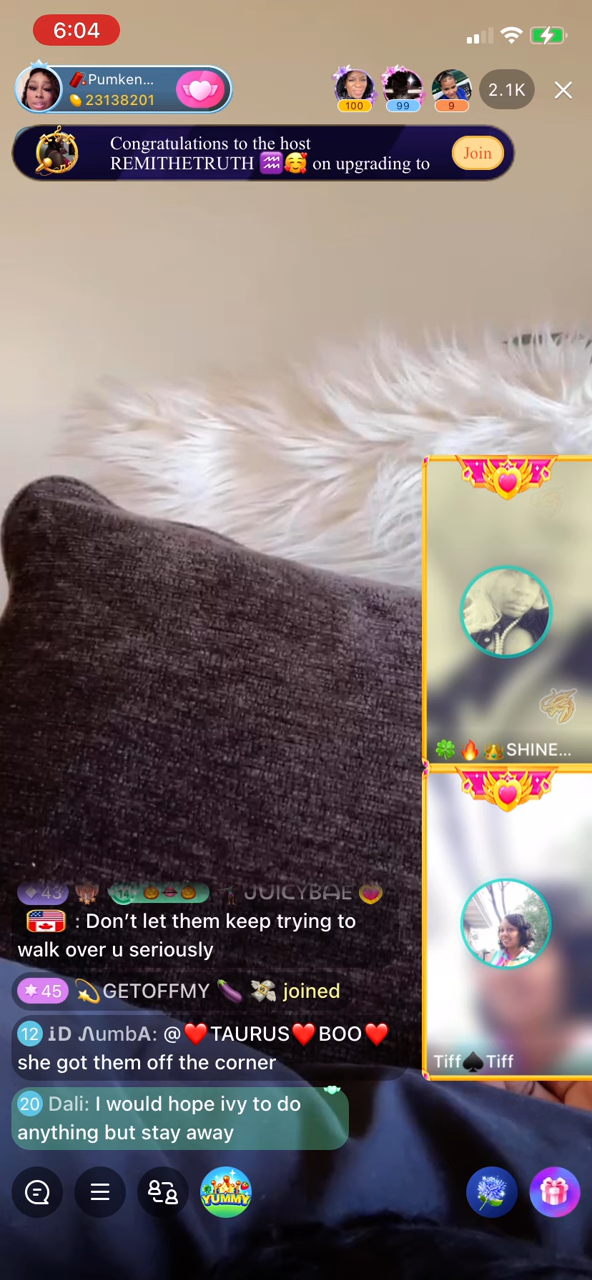 6:04
Pumken...
23138201
100
99
9
2.1K
Congratulations to the host
REMITHETRUTH ♒🥰 on upgrading to
Join
🍀🔥SHINE...
43
JUICYBAE 💗
🇺🇸🇨🇦 : Don’t let them keep trying to
walk over u seriously
45 💫GETOFFMY 🍆 💸 joined
12 iD ᏁumbA: @❤️TAURUS❤️BOO❤️
she got them off the corner
20 Dali: I would hope ivy to do
anything but stay away
Tiff♠️Tiff
YUMMY